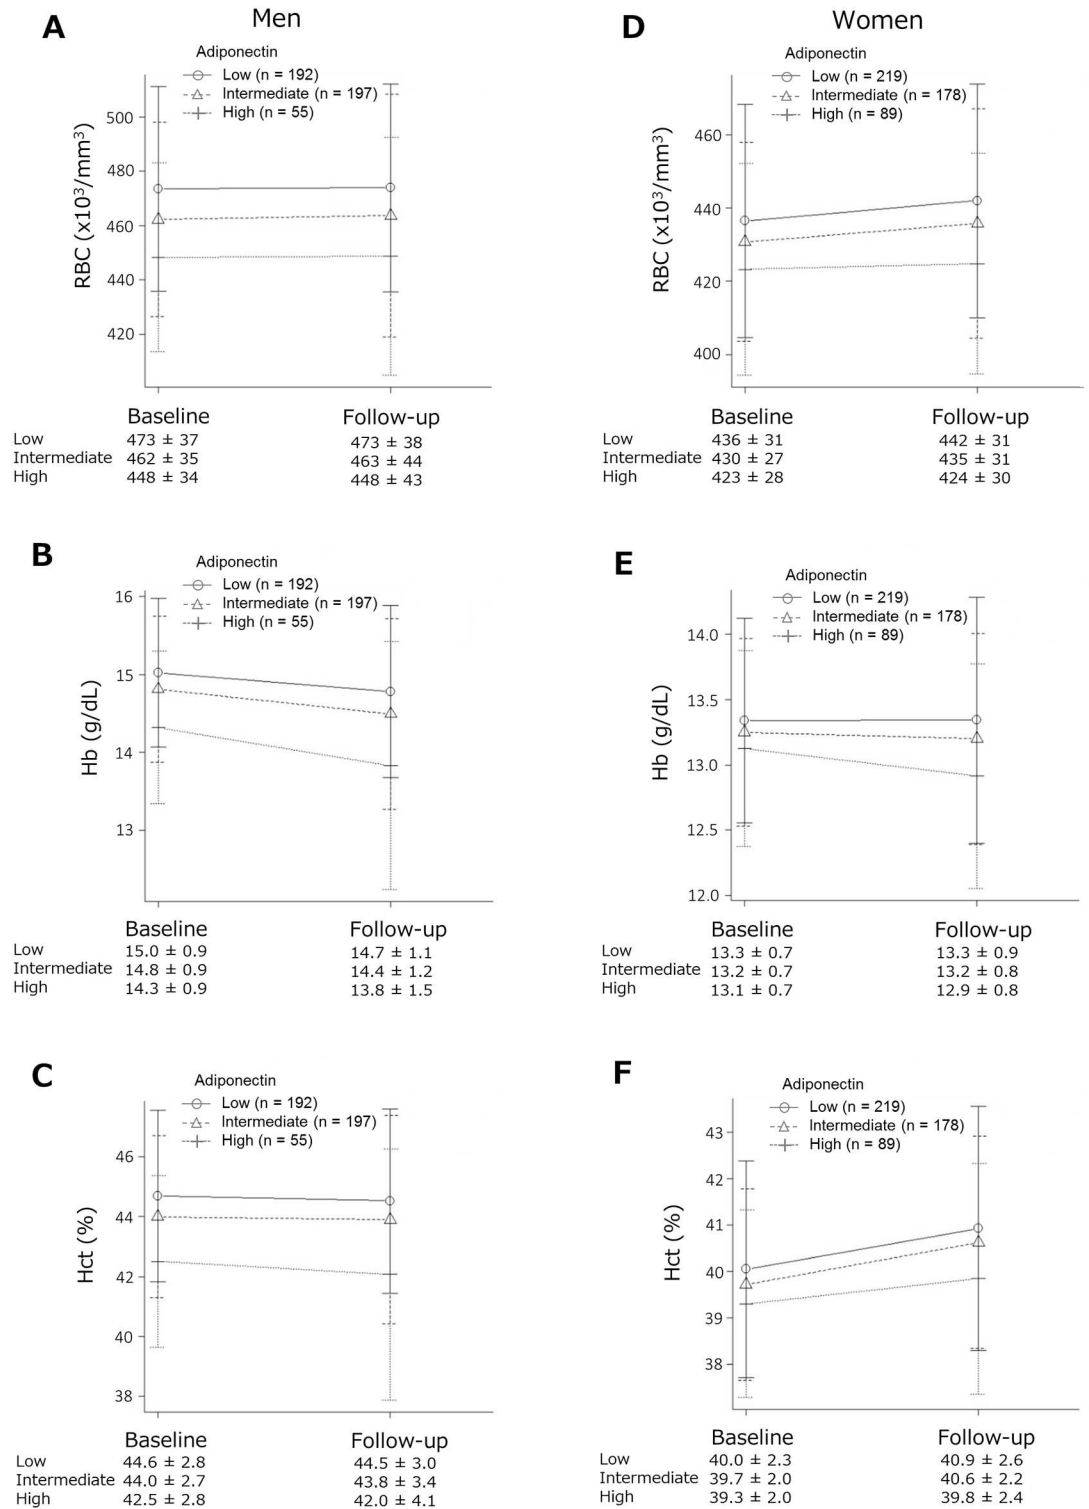 Men
A
Adiponectin
Low (n = 192)
Intermediate (n = 197)
High (n = 55)
RBC (x10³/mm³)
500
480
460
440
420
Baseline Follow-up
Low 473 ± 37 473 ± 38
Intermediate 462 ± 35 463 ± 44
High 448 ± 34 448 ± 43
Women
D
Adiponectin
Low (n = 219)
Intermediate (n = 178)
High (n = 89)
RBC (x10³/mm³)
460
440
420
400
Baseline Follow-up
Low 436 ± 31 442 ± 31
Intermediate 430 ± 27 435 ± 31
High 423 ± 28 424 ± 30
B
Adiponectin
Low (n = 192)
Intermediate (n = 197)
High (n = 55)
Hb (g/dL)
16
15
14
13
Baseline Follow-up
Low 15.0 ± 0.9 14.7 ± 1.1
Intermediate 14.8 ± 0.9 14.4 ± 1.2
High 14.3 ± 0.9 13.8 ± 1.5
E
Adiponectin
Low (n = 219)
Intermediate (n = 178)
High (n = 89)
Hb (g/dL)
14.0
13.5
13.0
12.5
12.0
Baseline Follow-up
Low 13.3 ± 0.7 13.3 ± 0.9
Intermediate 13.2 ± 0.7 13.2 ± 0.8
High 13.1 ± 0.7 12.9 ± 0.8
C
Adiponectin
Low (n = 192)
Intermediate (n = 197)
High (n = 55)
Hct (%)
46
44
42
40
38
Baseline Follow-up
Low 44.6 ± 2.8 44.5 ± 3.0
Intermediate 44.0 ± 2.7 43.8 ± 3.4
High 42.5 ± 2.8 42.0 ± 4.1
F
Adiponectin
Low (n = 219)
Intermediate (n = 178)
High (n = 89)
Hct (%)
43
42
41
40
39
38
Baseline Follow-up
Low 40.0 ± 2.3 40.9 ± 2.6
Intermediate 39.7 ± 2.0 40.6 ± 2.2
High 39.3 ± 2.0 39.8 ± 2.4